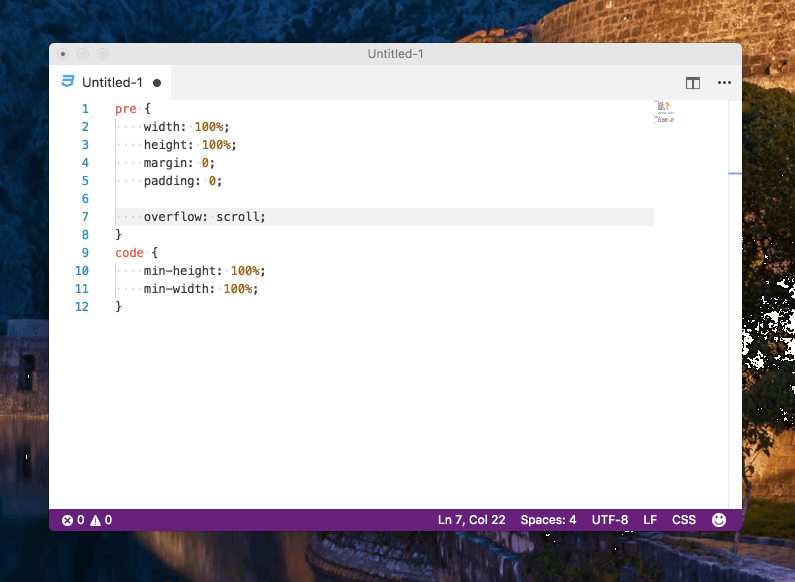 Untitled-1
Untitled-1
1 pre {
2 width: 100%;
3 height: 100%;
4 margin: 0;
5 padding: 0;
6
7 overflow: scroll;
8 }
9 code {
10 min-height: 100%;
11 min-width: 100%;
12 }
0 0 Ln 7, Col 22 Spaces: 4 UTF-8 LF CSS